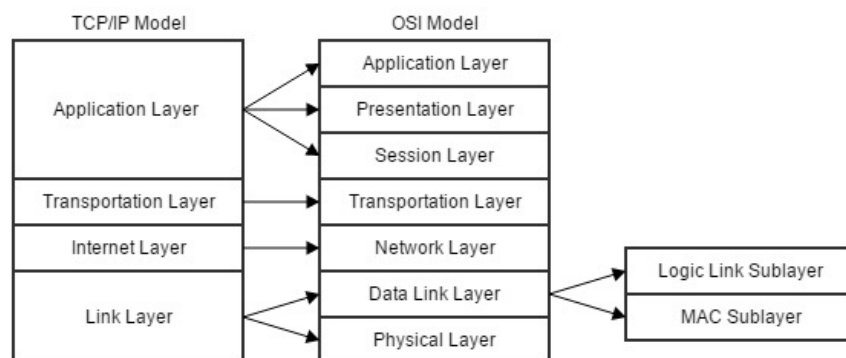 TCP/IP Model
OSI Model
Application Layer
Application Layer
Presentation Layer
Session Layer
Transportation Layer
Transportation Layer
Internet Layer
Network Layer
Link Layer
Data Link Layer
Physical Layer
Logic Link Sublayer
MAC Sublayer